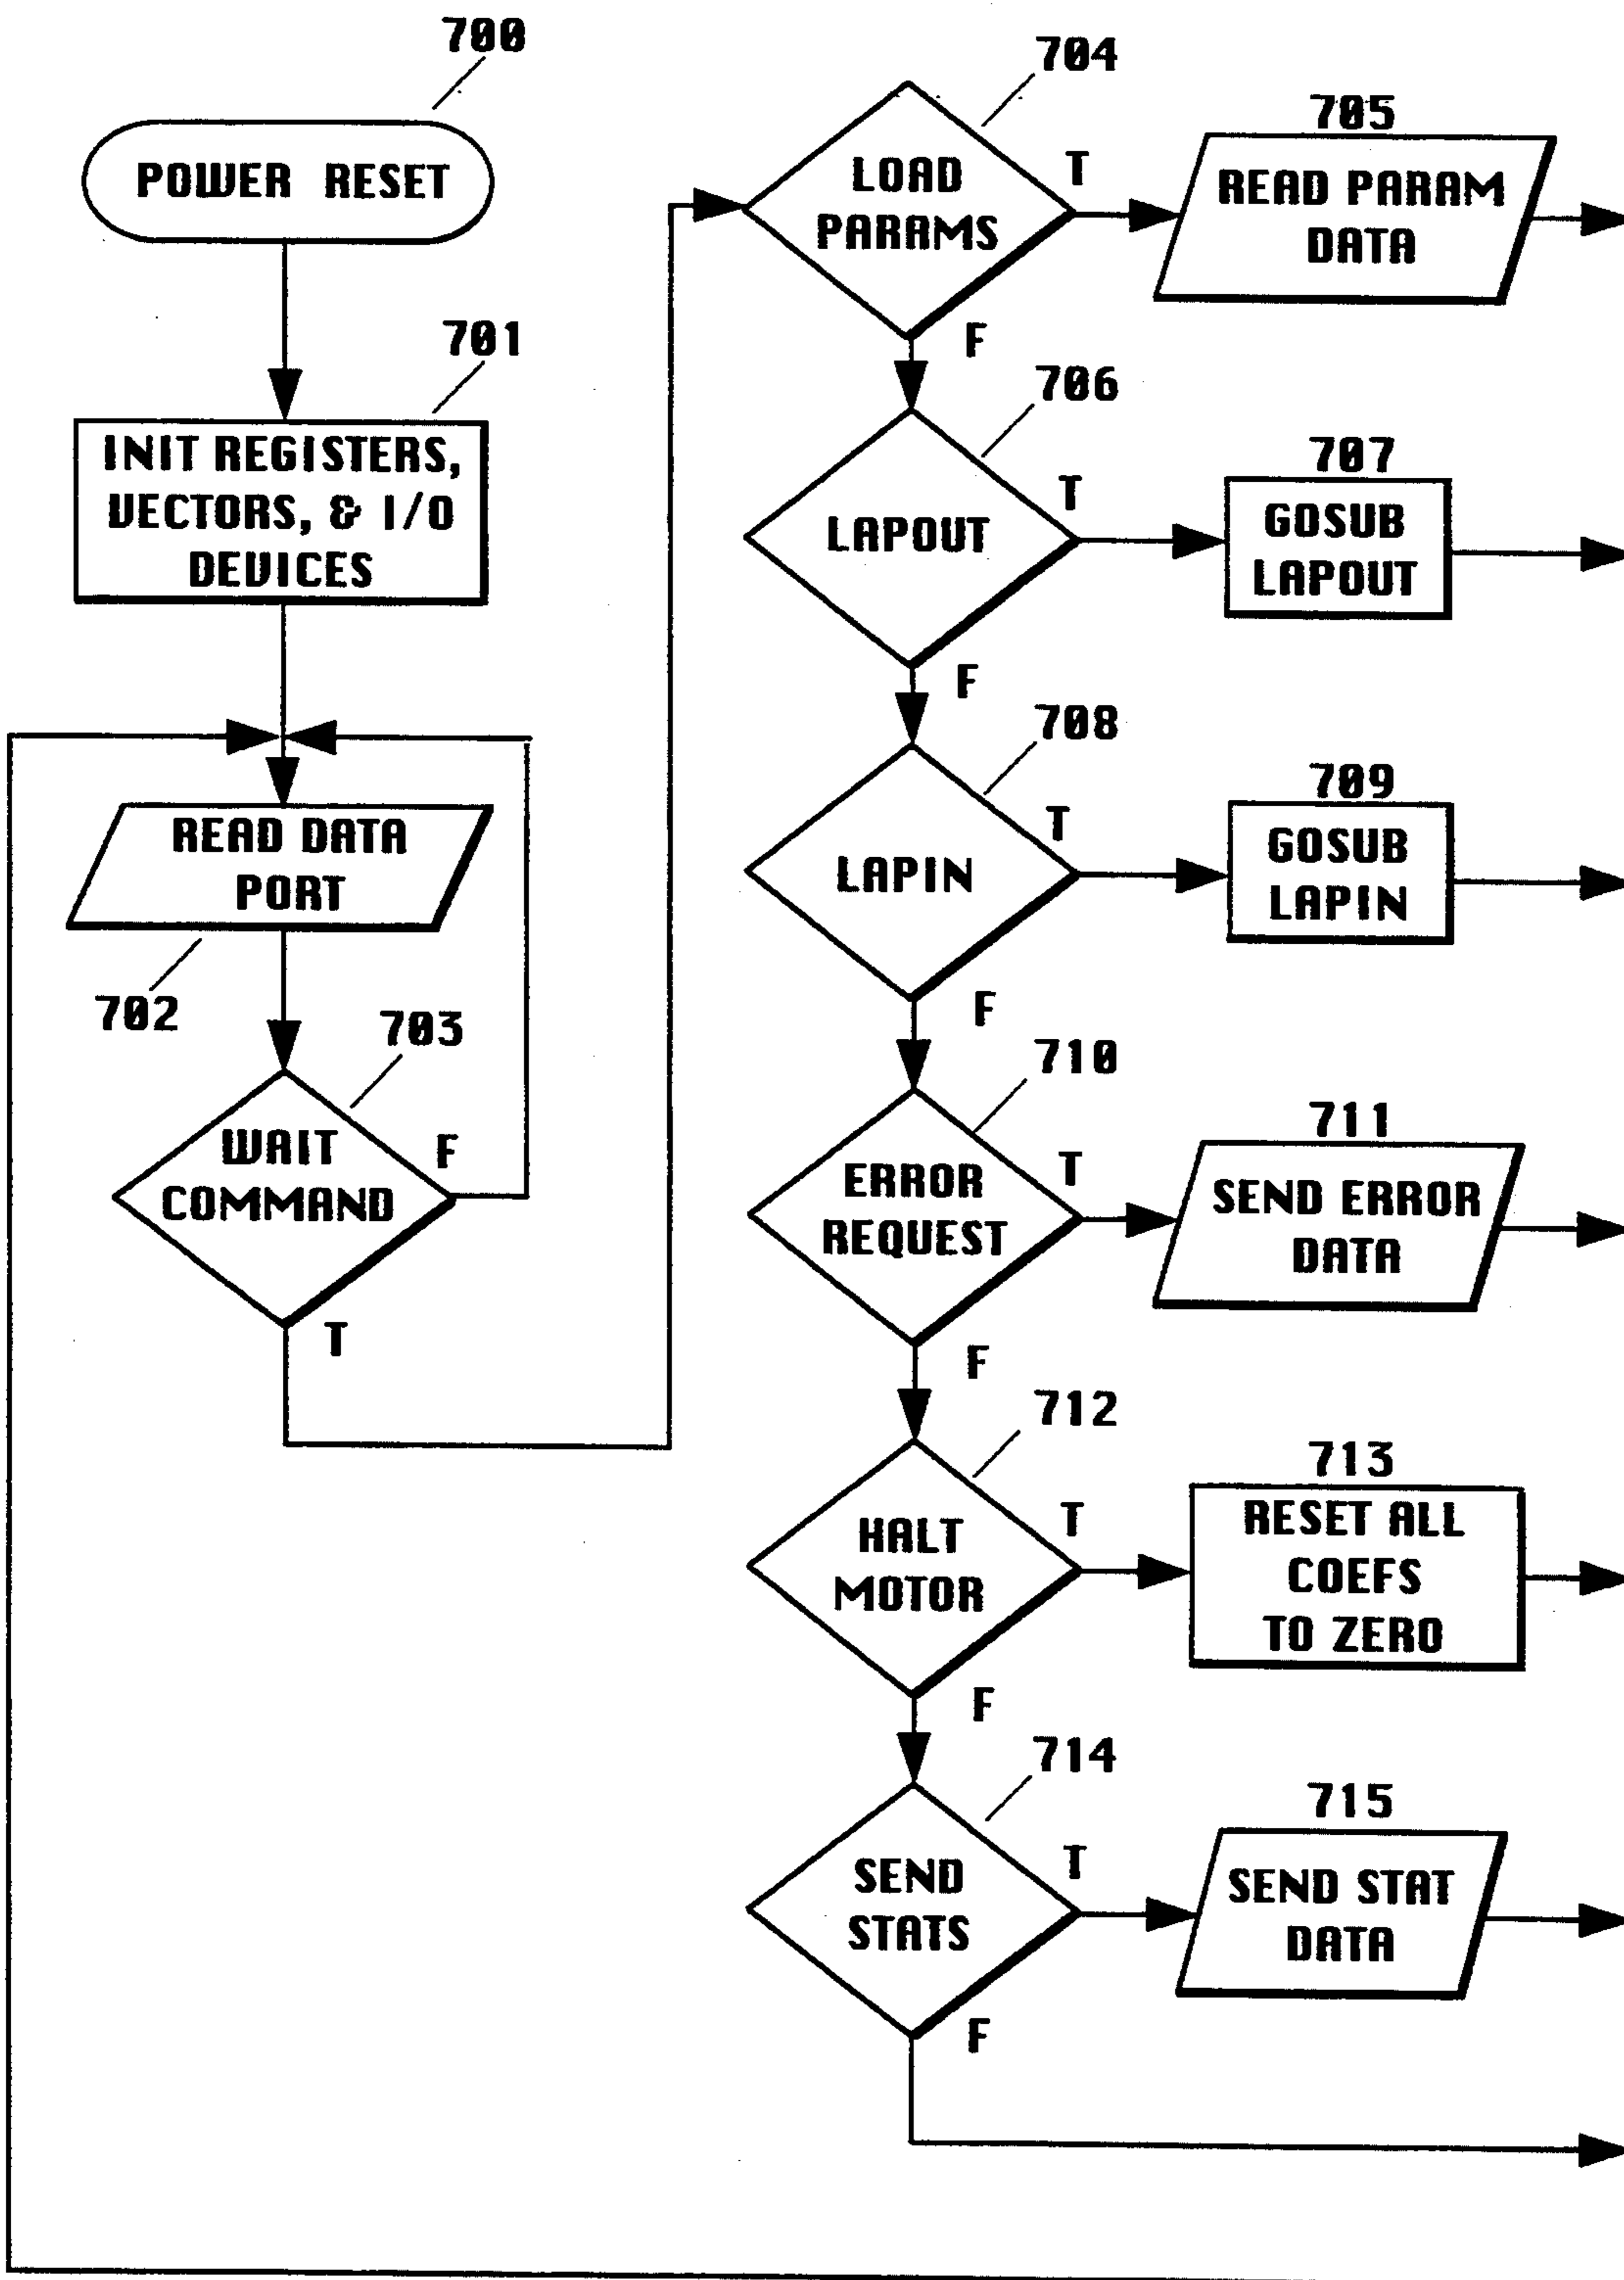 700
POWER RESET
701
INIT REGISTERS,
VECTORS, & I/O
DEVICES
READ DATA
PORT
702
703
WAIT
COMMAND
F
T
704
LOAD
PARAMS
T
F
705
READ PARAM
DATA
706
LAPOUT
T
F
707
GOSUB
LAPOUT
708
LAPIN
T
F
709
GOSUB
LAPIN
710
ERROR
REQUEST
T
F
711
SEND ERROR
DATA
712
HALT
MOTOR
T
F
713
RESET ALL
COEFS
TO ZERO
714
SEND
STATS
T
F
715
SEND STAT
DATA